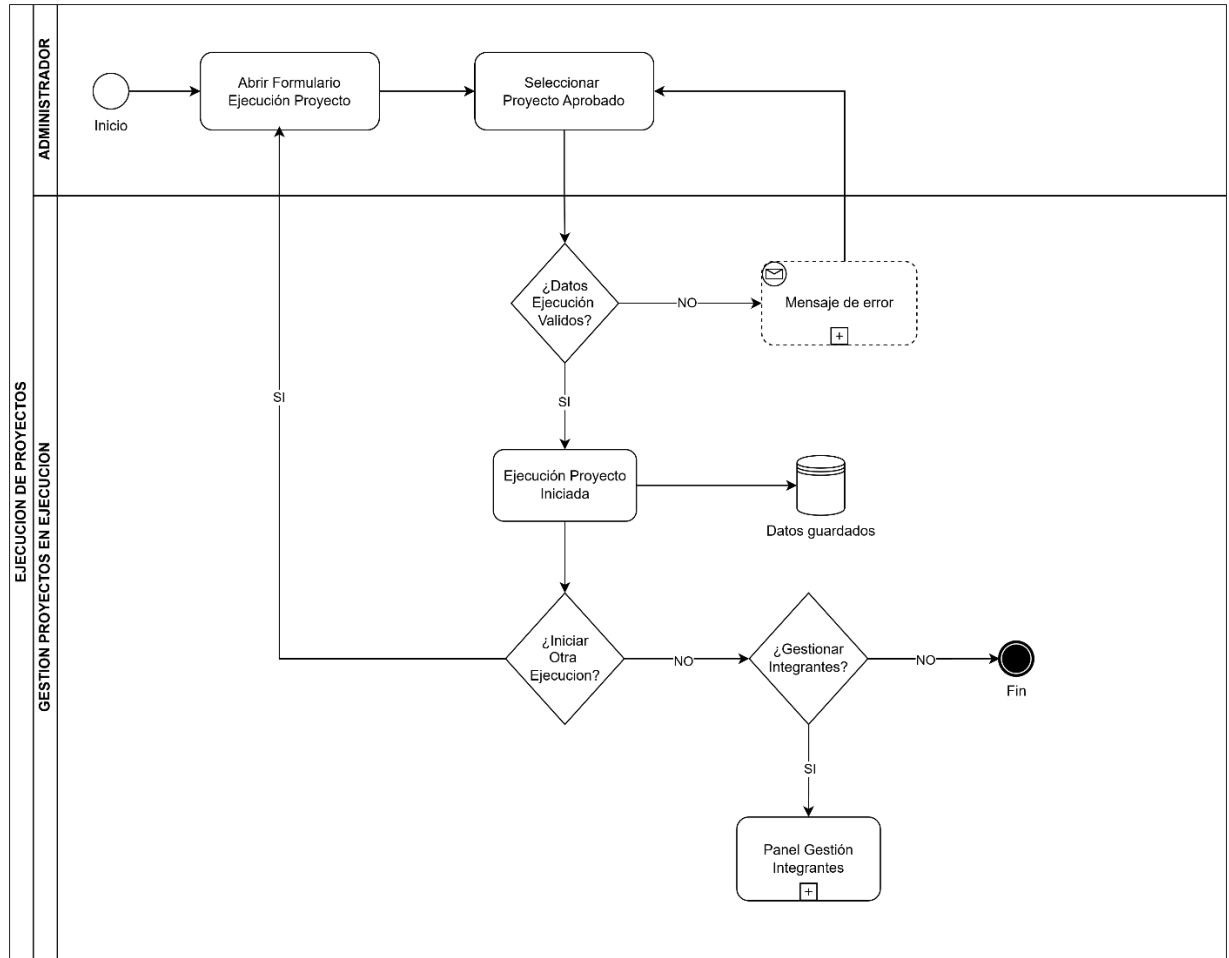 EJECUCION DE PROYECTOS
ADMINISTRADOR
Inicio
Abrir Formulario
Ejecución Proyecto
Seleccionar
Proyecto Aprobado
GESTION PROYECTOS EN EJECUCION
¿Datos
Ejecución
Validos?
NO
Mensaje de error
SI
SI
Ejecución Proyecto
Iniciada
Datos guardados
¿Iniciar
Otra
Ejecucion?
NO
¿Gestionar
Integrantes?
NO
Fin
SI
Panel Gestión
Integrantes